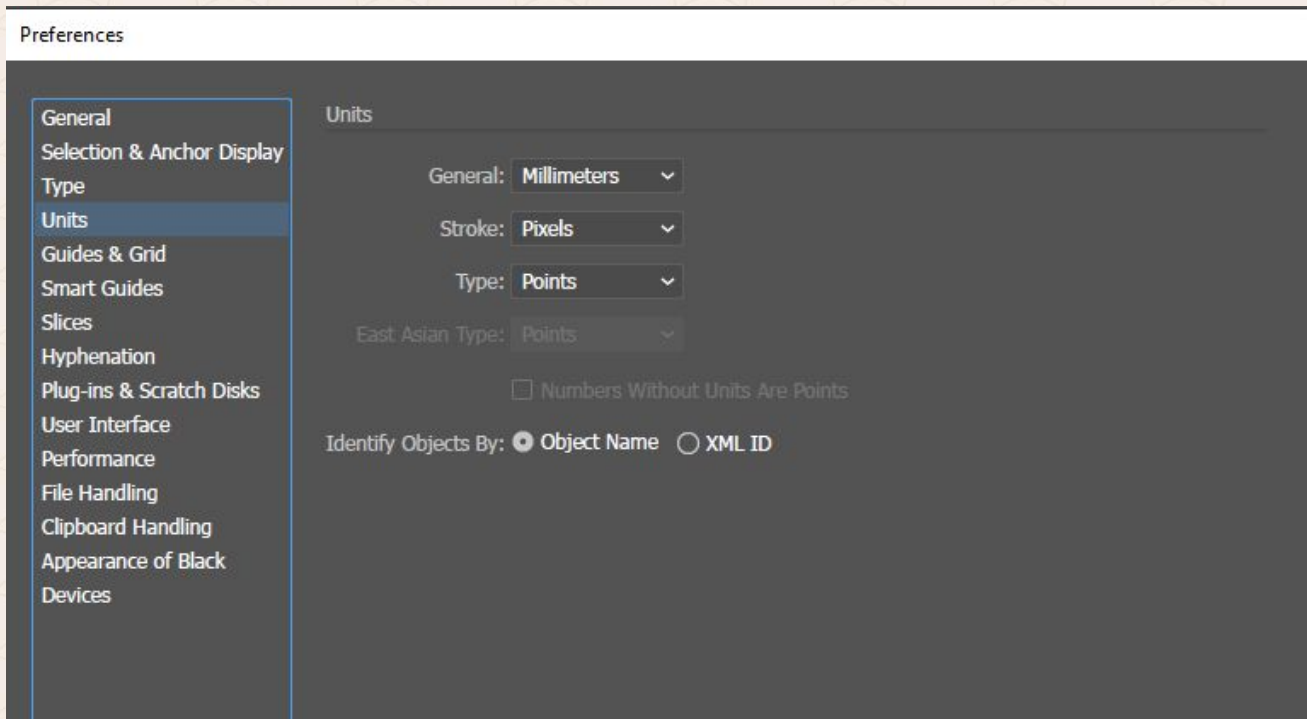 Preferences
General
Selection & Anchor Display
Type
Units
Guides & Grid
Smart Guides
Slices
Hyphenation
Plug-ins & Scratch Disks
User Interface
Performance
File Handling
Clipboard Handling
Appearance of Black
Devices
Units
General: Millimeters
Stroke: Pixels
Type: Points
East Asian Type: Points
Numbers Without Units Are Points
Identify Objects By: Object Name XML ID